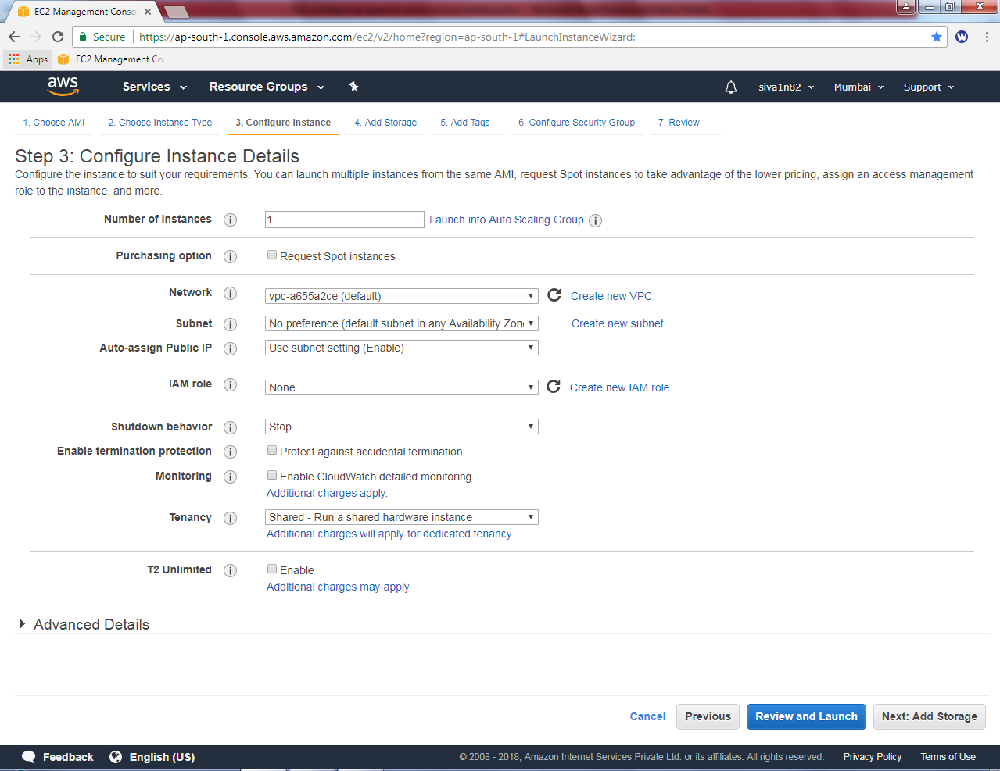 EC2 Management Conso
Secure
https://ap-south-1.console.aws.amazon.com/ec2/v2/home?region=ap-south-1#LaunchInstanceWizard:
W
Apps
EC2 Management Co
aws
Services
Resource Groups
siva1n82
Mumbai
Support
1. Choose AMI
2. Choose Instance Type
3. Configure Instance
4. Add Storage
5. Add Tags
6. Configure Security Group
7. Review
Step 3: Configure Instance Details
Configure the instance to suit your requirements. You can launch multiple instances from the same AMI, request Spot instances to take advantage of the lower pricing, assign an access management
role to the instance, and more.
Number of instances
1
Launch into Auto Scaling Group
Purchasing option
Request Spot instances
Network
vpc-a655a2ce (default)
Create new VPC
Subnet
No preference (default subnet in any Availability Zon
Create new subnet
Auto-assign Public IP
Use subnet setting (Enable)
IAM role
None
Create new IAM role
Shutdown behavior
Stop
Enable termination protection
Protect against accidental termination
Monitoring
Enable CloudWatch detailed monitoring
Additional charges apply.
Tenancy
Shared - Run a shared hardware instance
Additional charges will apply for dedicated tenancy.
T2 Unlimited
Enable
Additional charges may apply
Advanced Details
Cancel
Previous
Review and Launch
Next: Add Storage
Feedback
English (US)
© 2008 - 2018, Amazon Internet Services Private Ltd. or its affiliates. All rights reserved.
Privacy Policy
Terms of Use